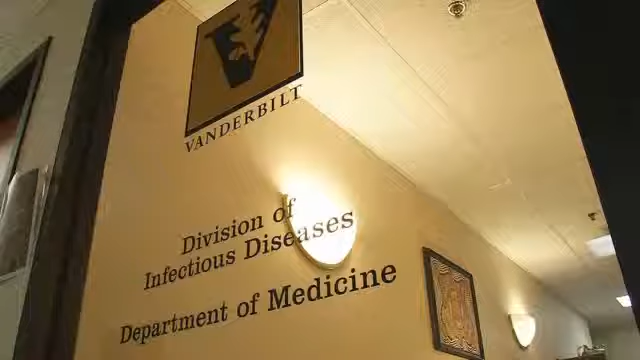 VANDERBILT
Division of
Infectious Diseases
Department of Medicine